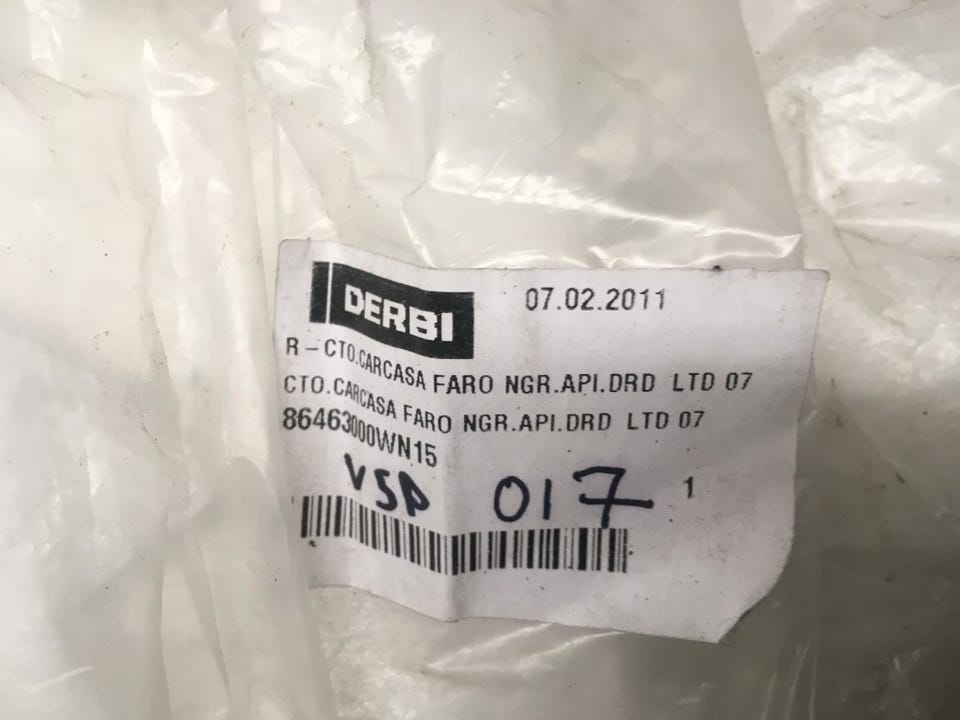 DERBI
07.02.2011
R - CTO.CARCASA FARO NGR.API.DRD LTD 07
CTO.CARCASA FARO NGR.API.DRD LTD 07
86463000WN15
VSP 017 1